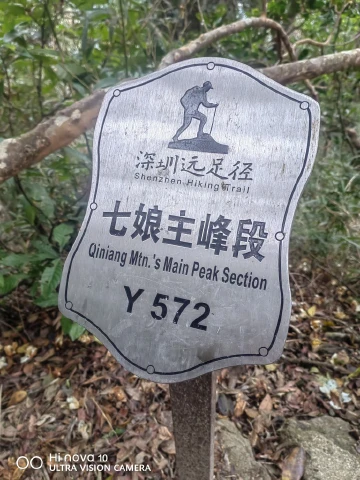 深圳远足径
Shenzhen Hiking Trail
七娘主峰段
Qiniang Mtn.'s Main Peak Section
Y 572
Hi nova 10
ULTRA VISION CAMERA